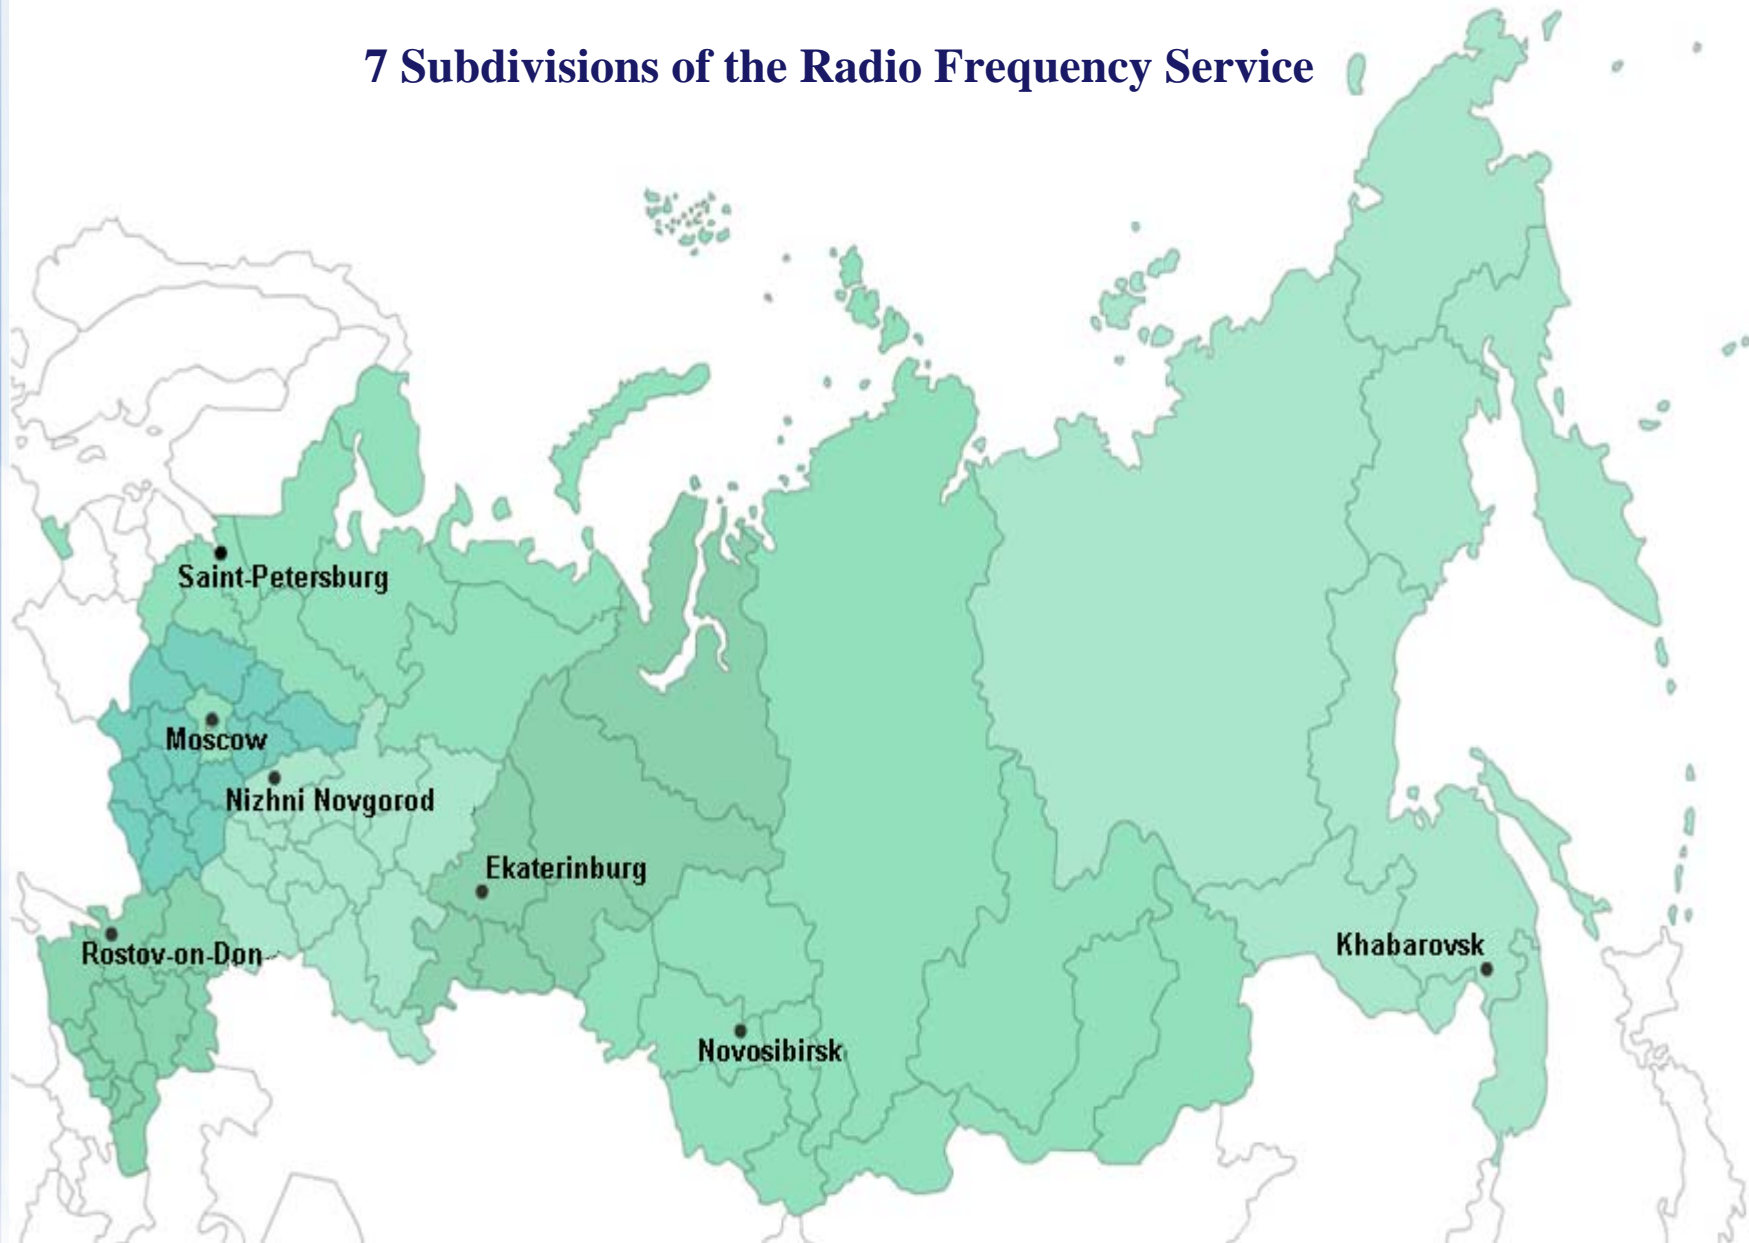 7 Subdivisions of the Radio Frequency Service
Saint-Petersburg
Moscow
Nizhni Novgorod
Ekaterinburg
Rostov-on-Don
Khabarovsk
Novosibirsk